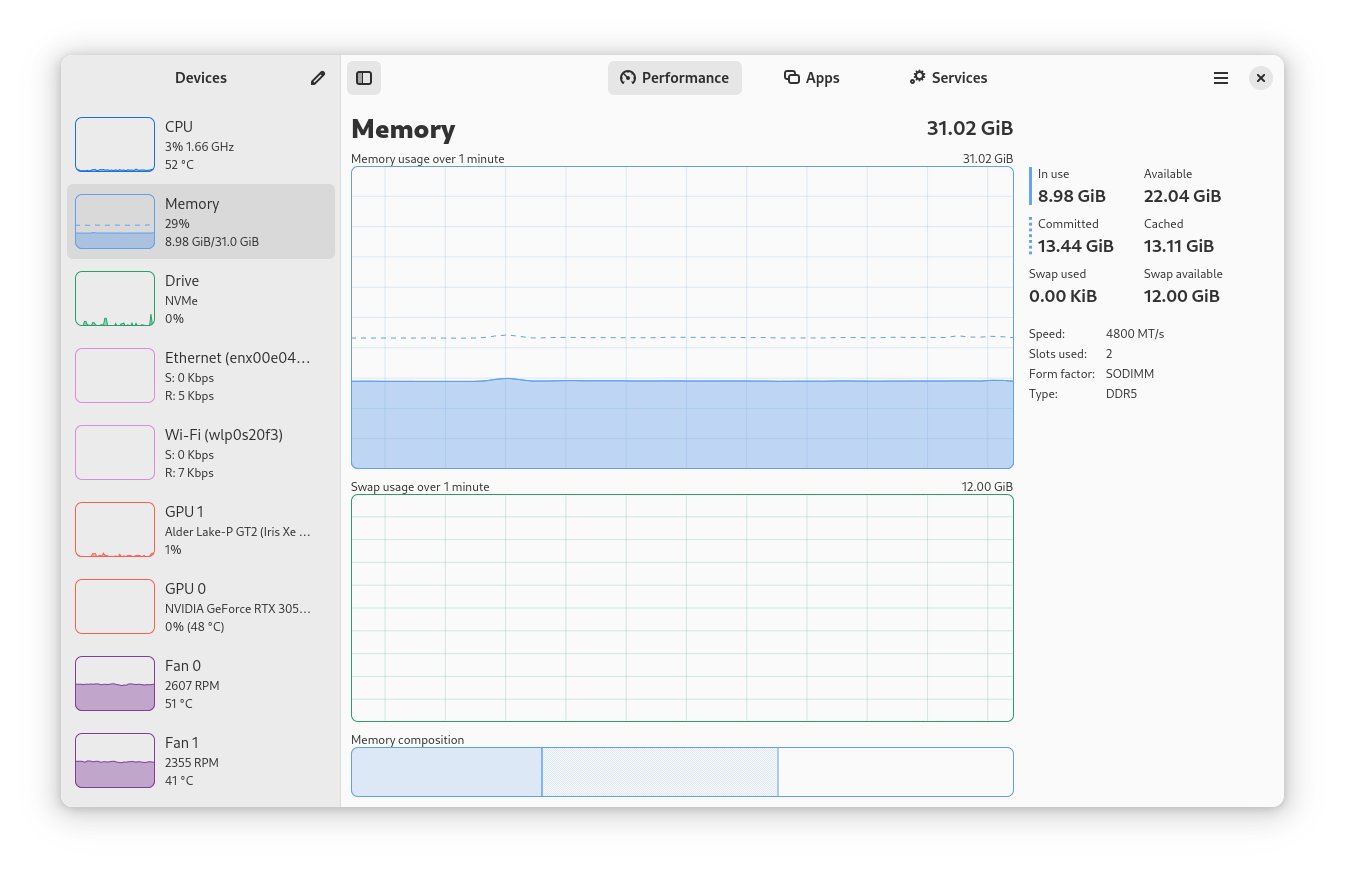 Devices
Performance
Apps
Services
CPU
3% 1.66 GHz
52 °C
Memory
29%
8.98 GiB/31.0 GiB
Drive
NVMe
0%
Ethernet (enx00e04…
S: 0 Kbps
R: 5 Kbps
Wi-Fi (wlp0s20f3)
S: 0 Kbps
R: 7 Kbps
GPU 1
Alder Lake-P GT2 (Iris Xe …
1%
GPU 0
NVIDIA GeForce RTX 305…
0% (48 °C)
Fan 0
2607 RPM
51 °C
Fan 1
2355 RPM
41 °C
Memory
31.02 GiB
Memory usage over 1 minute
31.02 GiB
Swap usage over 1 minute
12.00 GiB
Memory composition
In use
8.98 GiB
Available
22.04 GiB
Committed
13.44 GiB
Cached
13.11 GiB
Swap used
0.00 KiB
Swap available
12.00 GiB
Speed: 4800 MT/s
Slots used: 2
Form factor: SODIMM
Type: DDR5